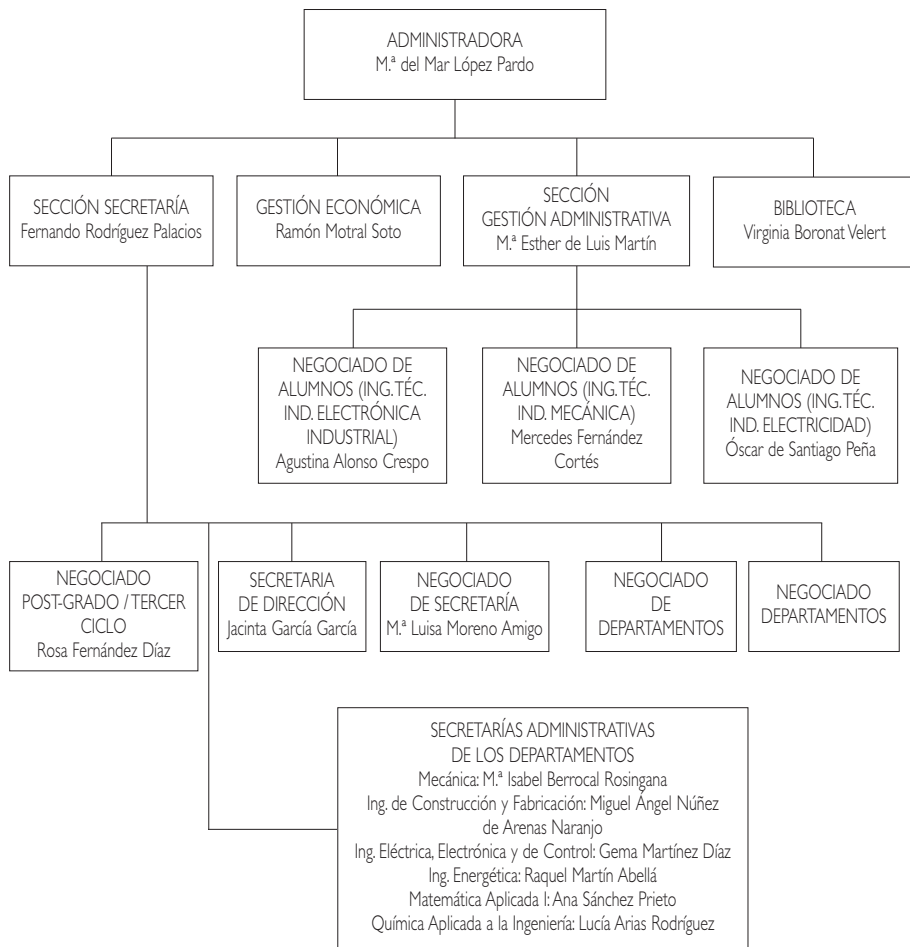 ADMINISTRADORA
M.ª del Mar López Pardo
SECCIÓN SECRETARÍA
Fernando Rodríguez Palacios
GESTIÓN ECONÓMICA
Ramón Motral Soto
SECCIÓN
GESTIÓN ADMINISTRATIVA
M.ª Esther de Luis Martín
BIBLIOTECA
Virginia Boronat Velert
NEGOCIADO DE
ALUMNOS (ING.TÉC.
IND. ELECTRÓNICA
INDUSTRIAL)
Agustina Alonso Crespo
NEGOCIADO DE
ALUMNOS (ING.TÉC.
IND. MECÁNICA)
Mercedes Fernández
Cortés
NEGOCIADO DE
ALUMNOS (ING.TÉC.
IND. ELECTRICIDAD)
Óscar de Santiago Peña
NEGOCIADO
POST-GRADO / TERCER
CICLO
Rosa Fernández Díaz
SECRETARIA
DE DIRECCIÓN
Jacinta García García
NEGOCIADO
DE SECRETARÍA
M.ª Luisa Moreno Amigo
NEGOCIADO
DE
DEPARTAMENTOS
NEGOCIADO
DEPARTAMENTOS
SECRETARÍAS ADMINISTRATIVAS
DE LOS DEPARTAMENTOS
Mecánica: M.ª Isabel Berrocal Rosingana
Ing. de Construcción y Fabricación: Miguel Ángel Núñez
de Arenas Naranjo
Ing. Eléctrica, Electrónica y de Control: Gema Martínez Díaz
Ing. Energética: Raquel Martín Abellá
Matemática Aplicada I: Ana Sánchez Prieto
Química Aplicada a la Ingeniería: Lucía Arias Rodríguez